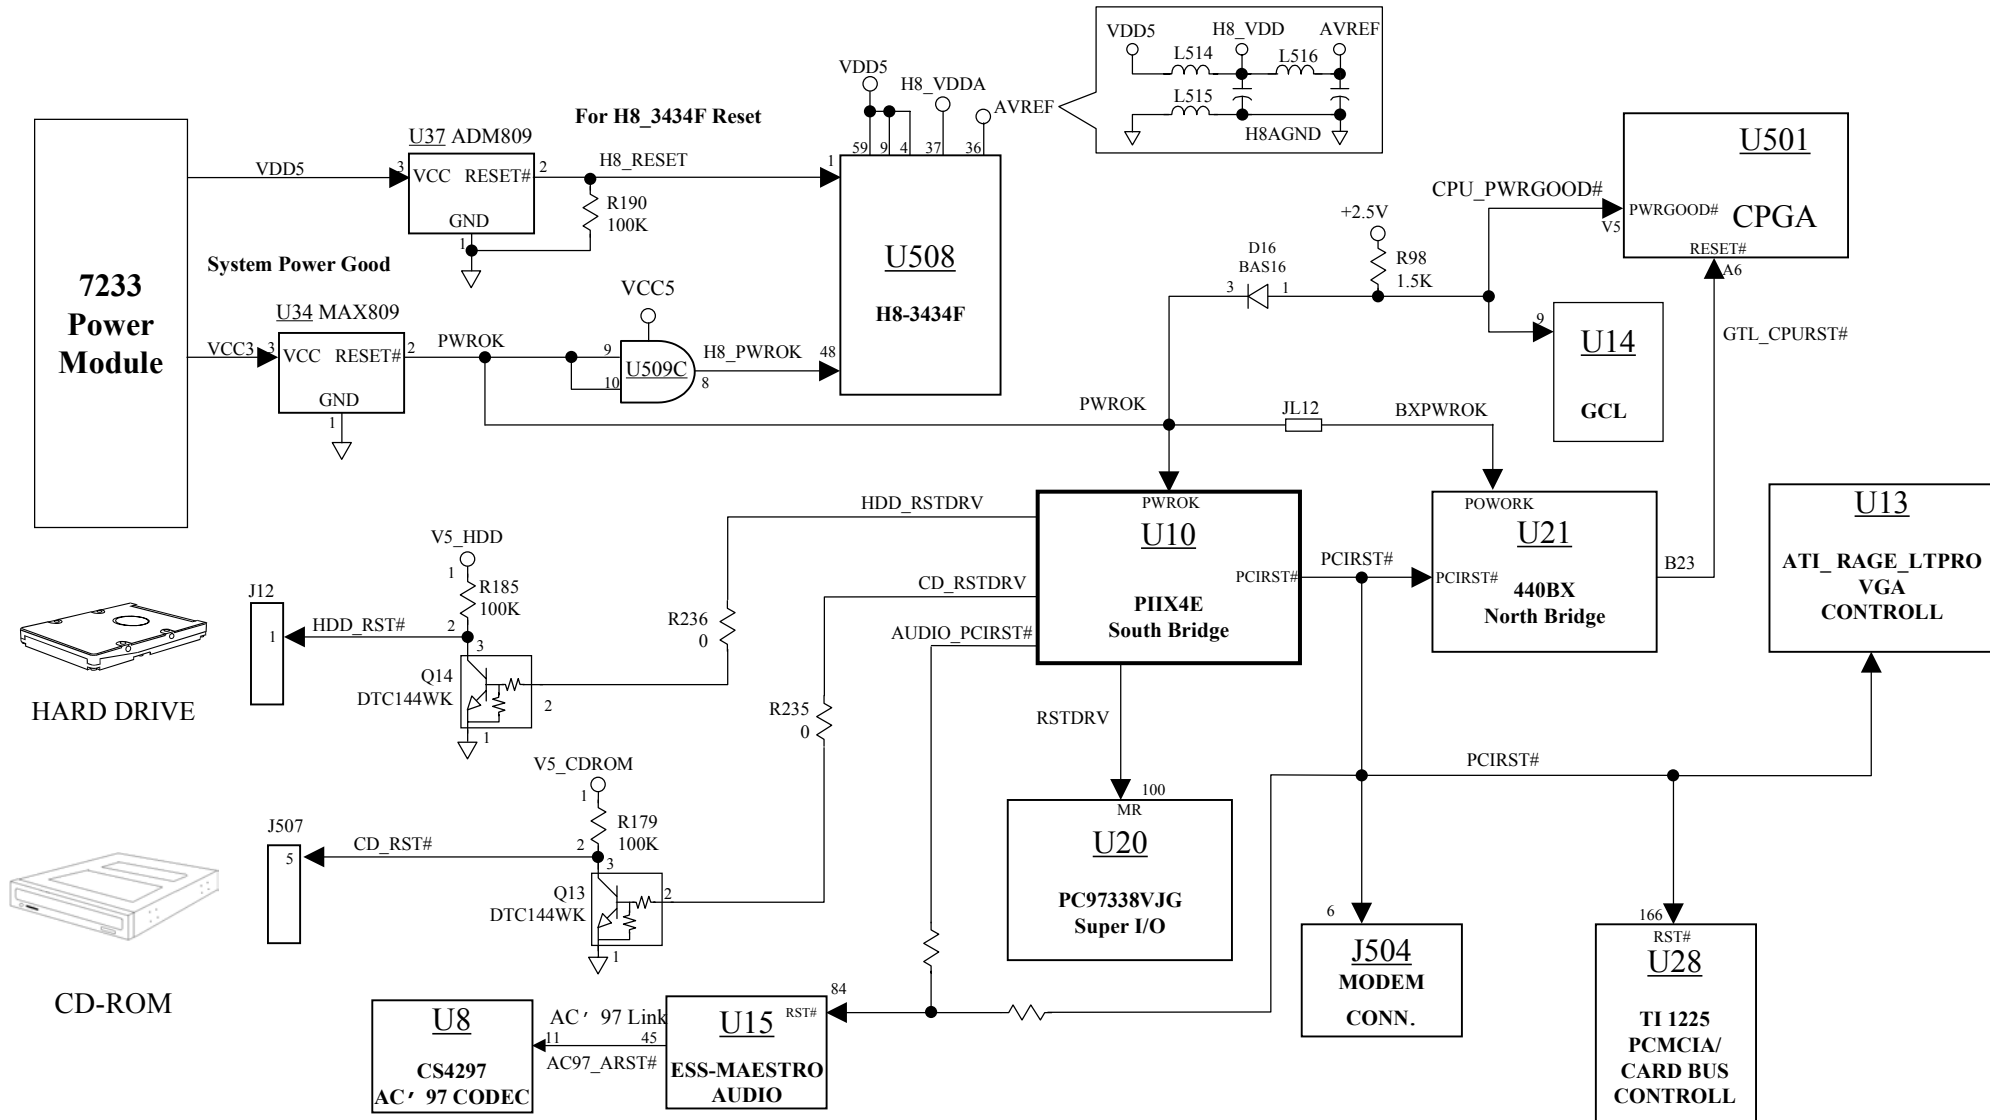 VDD5
H8_VDD
AVREF
L514
L516
L515
H8AGND
VDD5
H8_VDDA
AVREF
59
9
4
37
36
For H8_3434F Reset
U37 ADM809
VDD5
3
VCC
RESET#
2
H8_RESET
1
GND
1
R190
100K
7233
Power
Module
System Power Good
U34 MAX809
VCC3
3
VCC
RESET#
2
PWROK
GND
1
VCC5
9
10
U509C
8
H8_PWROK
48
U508
H8-3434F
U501
CPGA
PWRGOOD#
V5
RESET#
A6
CPU_PWRGOOD#
+2.5V
R98
1.5K
D16
BAS16
3
1
9
U14
GCL
GTL_CPURST#
PWROK
JL12
BXPWROK
HDD_RSTDRV
PWROK
U10
PCIRST#
PIIX4E
South Bridge
PCIRST#
POWORK
U21
PCIRST#
440BX
North Bridge
B23
U13
ATI_ RAGE_LTPRO
VGA
CONTROLL
V5_HDD
1
R185
100K
2
J12
1
HDD_RST#
3
Q14
DTC144WK
2
1
HARD DRIVE
R236
0
CD_RSTDRV
AUDIO_PCIRST#
R235
0
RSTDRV
PCIRST#
V5_CDROM
1
R179
100K
2
J507
5
CD_RST#
3
Q13
DTC144WK
2
1
CD-ROM
100
MR
U20
PC97338VJG
Super I/O
6
J504
MODEM
CONN.
166
RST#
U28
TI 1225
PCMCIA/
CARD BUS
CONTROLL
U8
CS4297
AC’ 97 CODEC
AC’ 97 Link
11
45
AC97_ARST#
84
U15
RST#
ESS-MAESTRO
AUDIO